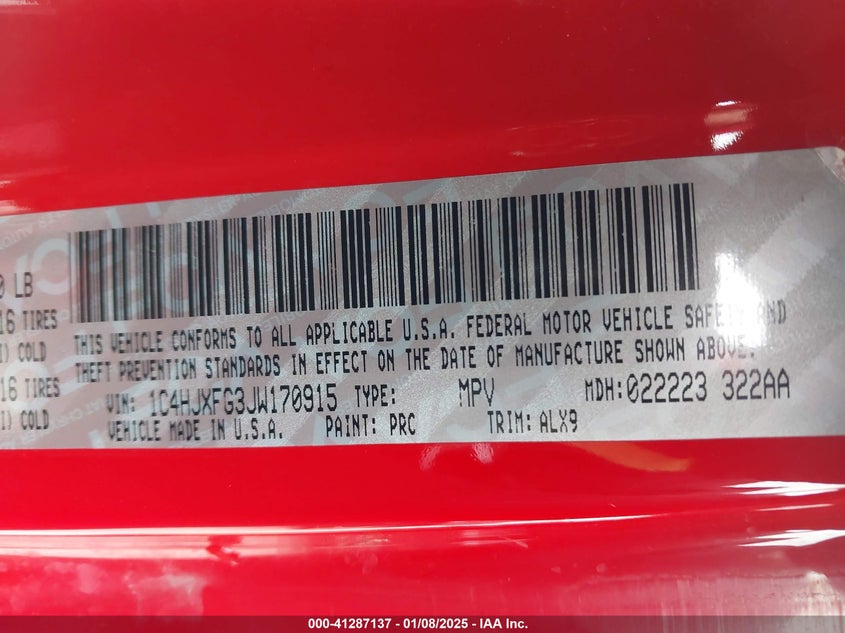 0 LB
16 TIRES
I) COLD
16 TIRES
I) COLD
THIS VEHICLE CONFORMS TO ALL APPLICABLE U.S.A. FEDERAL MOTOR VEHICLE SAFETY AND
THEFT PREVENTION STANDARDS IN EFFECT ON THE DATE OF MANUFACTURE SHOWN ABOVE.
VIN: 1C4HJXFG3JW170915 TYPE: MPV MDH:022223 322AA
VEHICLE MADE IN U.S.A. PAINT: PRC TRIM: ALX9
000-41287137 - 01/08/2025 - IAA Inc.